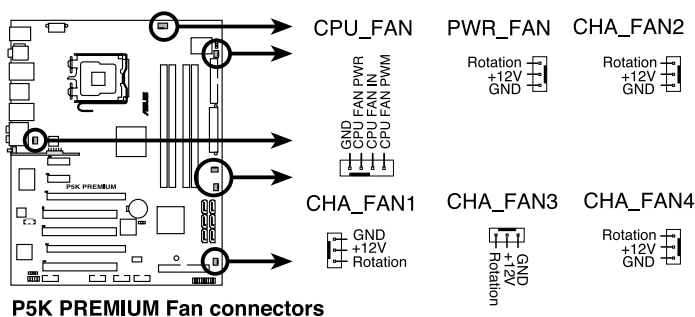 CPU_FAN
PWR_FAN
CHA_FAN2
GND
CPU FAN PWR
CPU FAN IN
CPU FAN PWM
Rotation
+12V
GND
Rotation
+12V
GND
ASUS
P5K PREMIUM
CHA_FAN1
CHA_FAN3
CHA_FAN4
GND
+12V
Rotation
GND
+12V
Rotation
Rotation
+12V
GND
P5K PREMIUM Fan connectors